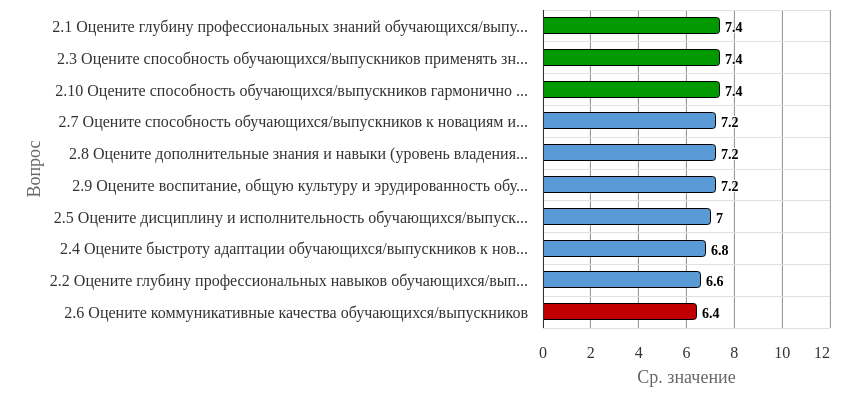 2.1 Оцените глубину профессиональных знаний обучающихся/выпу... 7.4
2.3 Оцените способность обучающихся/выпускников применять зн... 7.4
2.10 Оцените способность обучающихся/выпускников гармонично ... 7.4
2.7 Оцените способность обучающихся/выпускников к новациям и... 7.2
2.8 Оцените дополнительные знания и навыки (уровень владения... 7.2
2.9 Оцените воспитание, общую культуру и эрудированность обу... 7.2
2.5 Оцените дисциплину и исполнительность обучающихся/выпуск... 7
2.4 Оцените быстроту адаптации обучающихся/выпускников к нов... 6.8
2.2 Оцените глубину профессиональных навыков обучающихся/вып... 6.6
2.6 Оцените коммуникативные качества обучающихся/выпускников 6.4
Вопрос
0 2 4 6 8 10 12
Ср. значение